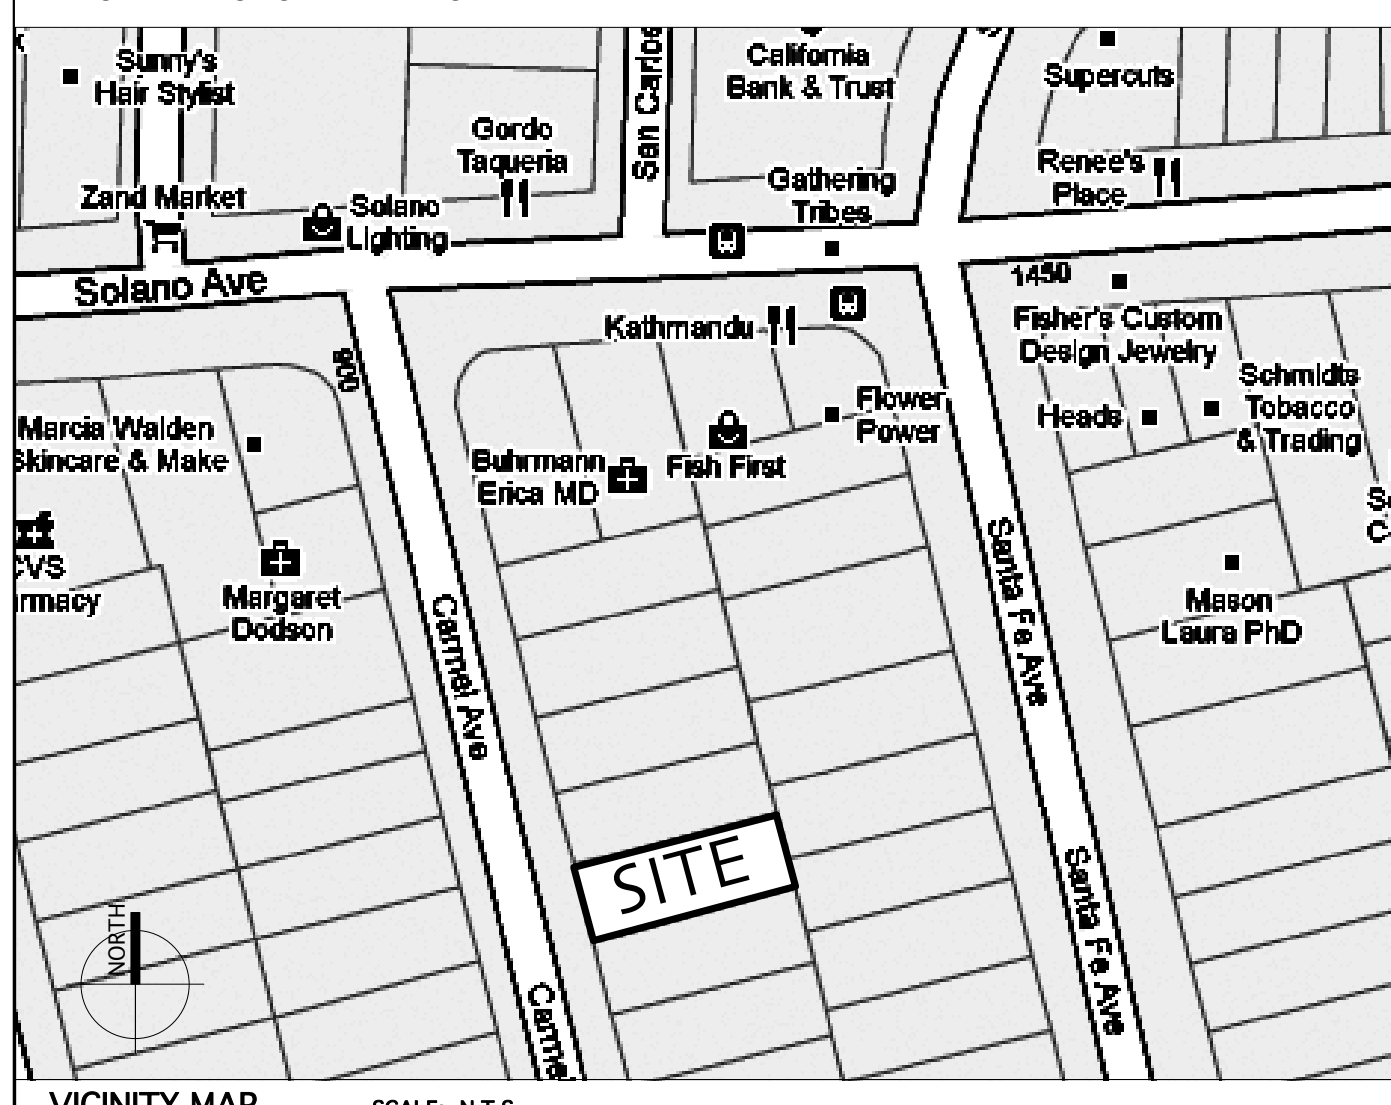 Sunny's
Hair Stylist
San Carlos
California
Bank & Trust
Supercuts
Gordo
Taqueria
Renee's
Place
Zand Market
Solano
Lighting
Gathering
Tribes
Solano Ave
1450
Fisher's Custom
Design Jewelry
Kathmandu
900
Schmidts
Tobacco
& Trading
Flower
Power
Heads
Marcia Walden
Skincare & Make
Buhrmann
Erica MD
Fish First
CVS
rmacy
Margaret
Dodson
Santa Fe Ave
Mason
Laura PhD
Carmel Ave
SITE
Santa Fe Ave
NORTH
Carmel
VICINITY MAP
SCALE: N.T.S.